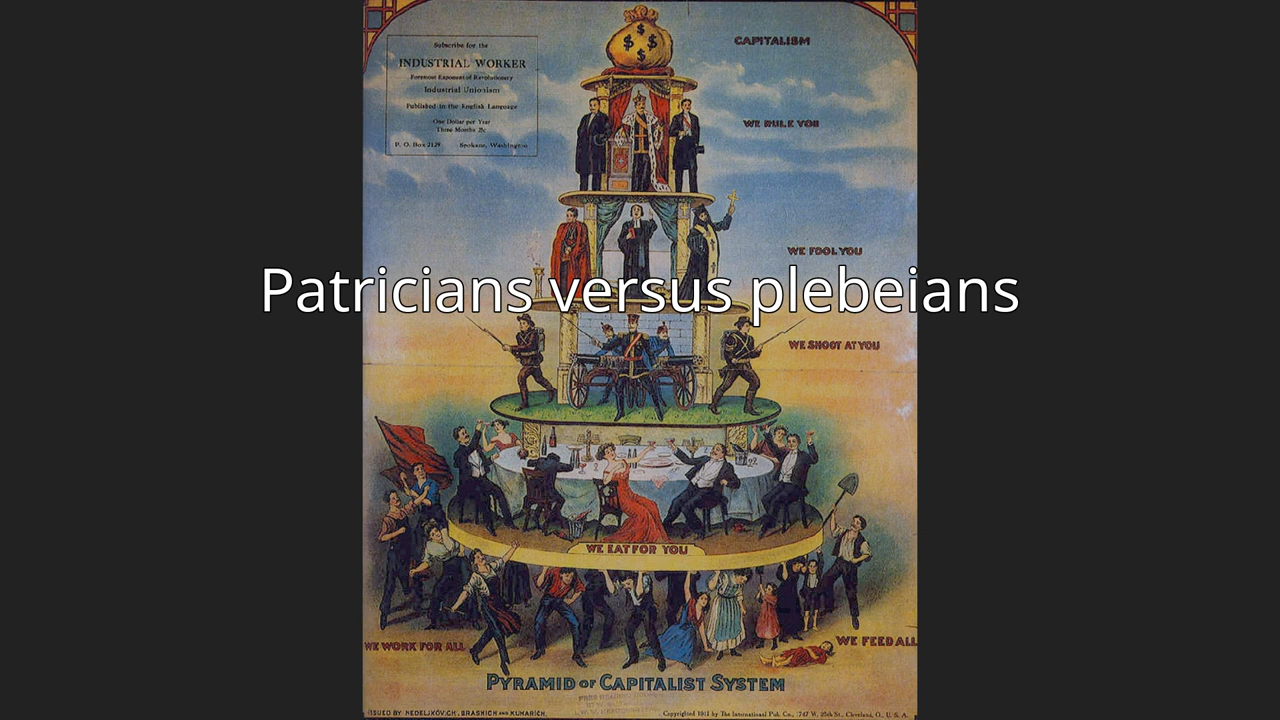 Subscribe for the
INDUSTRIAL WORKER
Foremost Exponent of Revolutionary
Industrial Unionism
Published in the English Language
One Dollar per Year
Three Months 25c
P. O. Box 2129 Spokane, Washington
CAPITALISM
WE RULE YOU
WE FOOL YOU
Patricians versus plebeians
WE SHOOT AT YOU
WE EAT FOR YOU
WE WORK FOR ALL
WE FEED ALL
PYRAMID OF CAPITALIST SYSTEM
ISSUED BY NEDELJKOVICH, BRASHICH AND KUHARICH.
Copyrighted 1911 by The International Pub. Co., 747 W. 25th St., Cleveland, O., U. S. A.